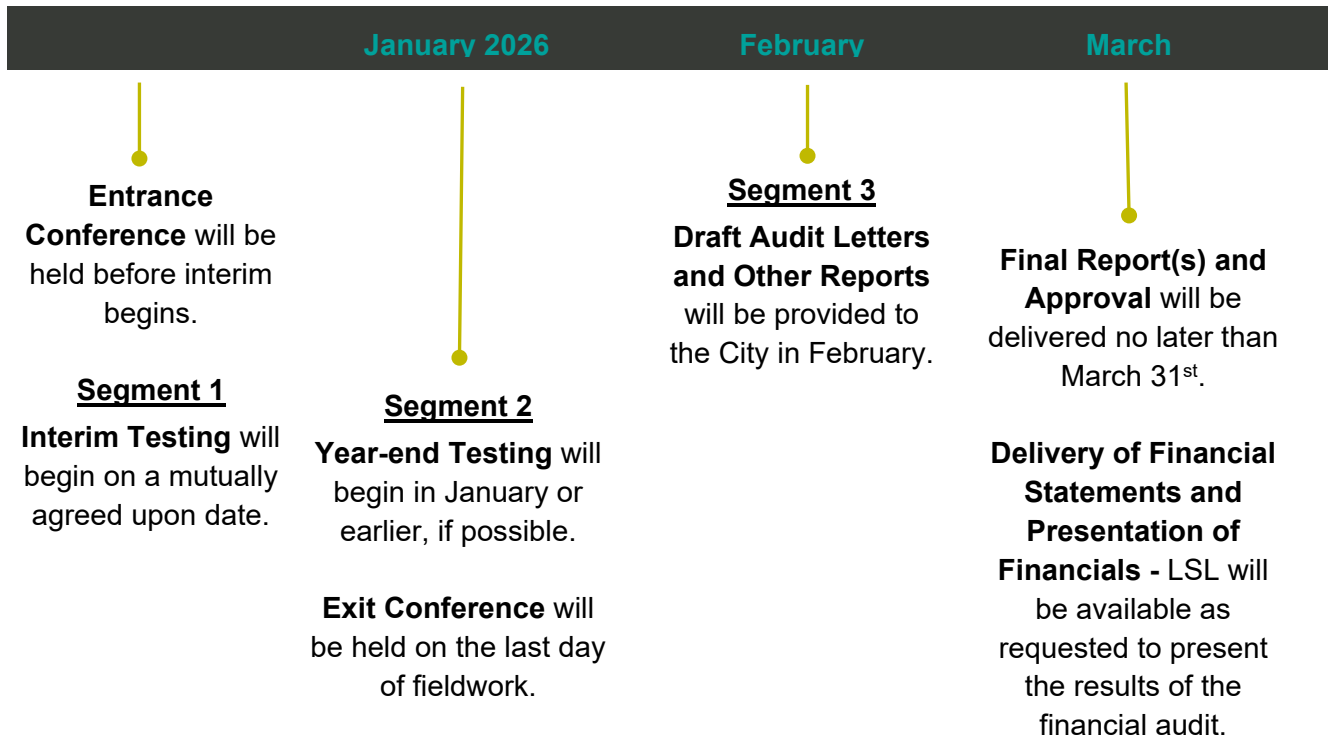 January 2026
February
March
Entrance
Conference will be
held before interim
begins.
Segment 1
Interim Testing will
begin on a mutually
agreed upon date.
Segment 2
Year-end Testing will
begin in January or
earlier, if possible.
Exit Conference will
be held on the last day
of fieldwork.
Segment 3
Draft Audit Letters
and Other Reports
will be provided to
the City in February.
Final Report(s) and
Approval will be
delivered no later than
March 31st.
Delivery of Financial
Statements and
Presentation of
Financials - LSL will
be available as
requested to present
the results of the
financial audit.